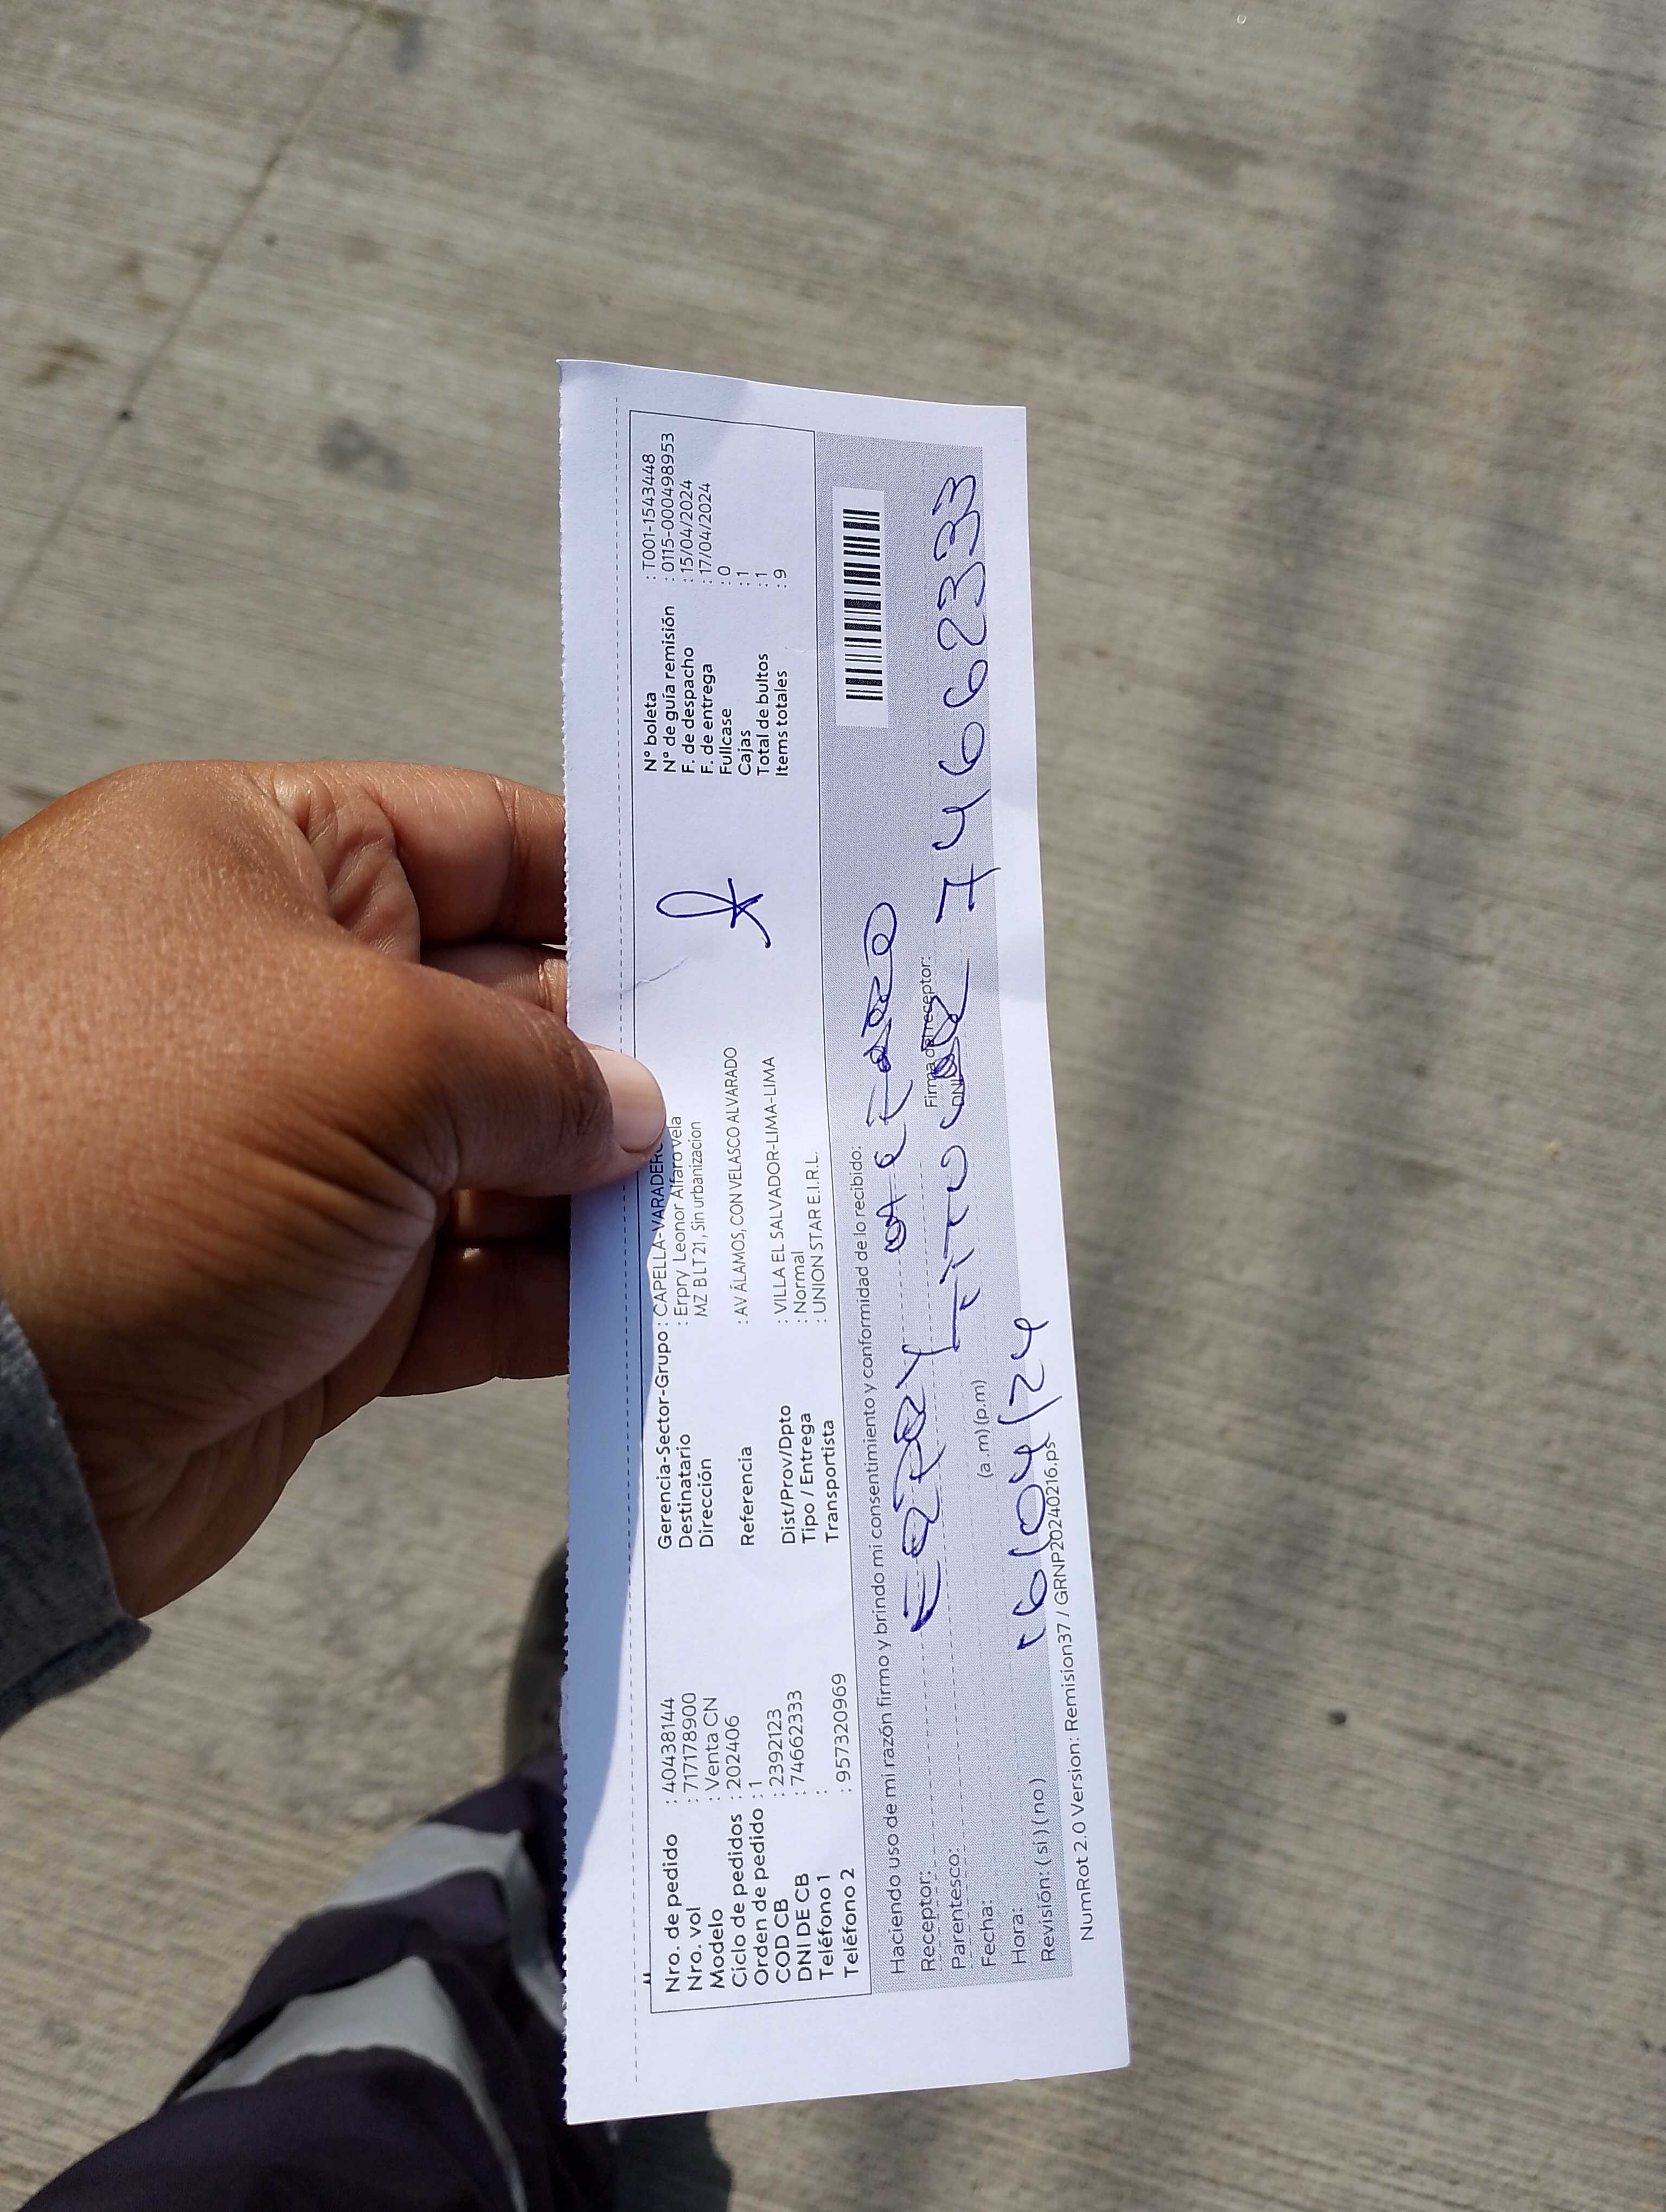 Nro. de pedido : 40438144
Nro. vol : 717178900
Modelo : Venta CN
Ciclo de pedidos : 202406
Orden de pedido : 1
COD CB : 2392123
DNI DE CB : 74662333
Teléfono 1 :
Teléfono 2 : 957320969
Gerencia-Sector-Grupo : CAPELLA-VARADERO
Destinatario : Erpry Leonor Alfaro vela
Dirección MZ B LT 21, Sin urbanizacion
Referencia : AV ÁLAMOS, CON VELASCO ALVARADO
Dist/Prov/Dpto : VILLA EL SALVADOR-LIMA-LIMA
Tipo / Entrega : Normal
Transportista : UNION STAR E.I.R.L.
N° boleta : T001-1543448
N° de guía remisión : 0115-000498953
F. de despacho : 15/04/2024
F. de entrega : 17/04/2024
Fullcase : 0
Cajas : 1
Total de bultos : 1
Items totales : 9
Haciendo uso de mi razón firmo y brindo mi consentimiento y conformidad de lo recibido:
Receptor: ERPRY
Parentesco: TITULAR
Firma del receptor:
DNI 74662333
Fecha:
Hora: (a .m) (p.m)
16/04/24
Revisión: ( si ) ( no )
NumRot 2.0 Version: Remision37 / GRNP20240216.ps